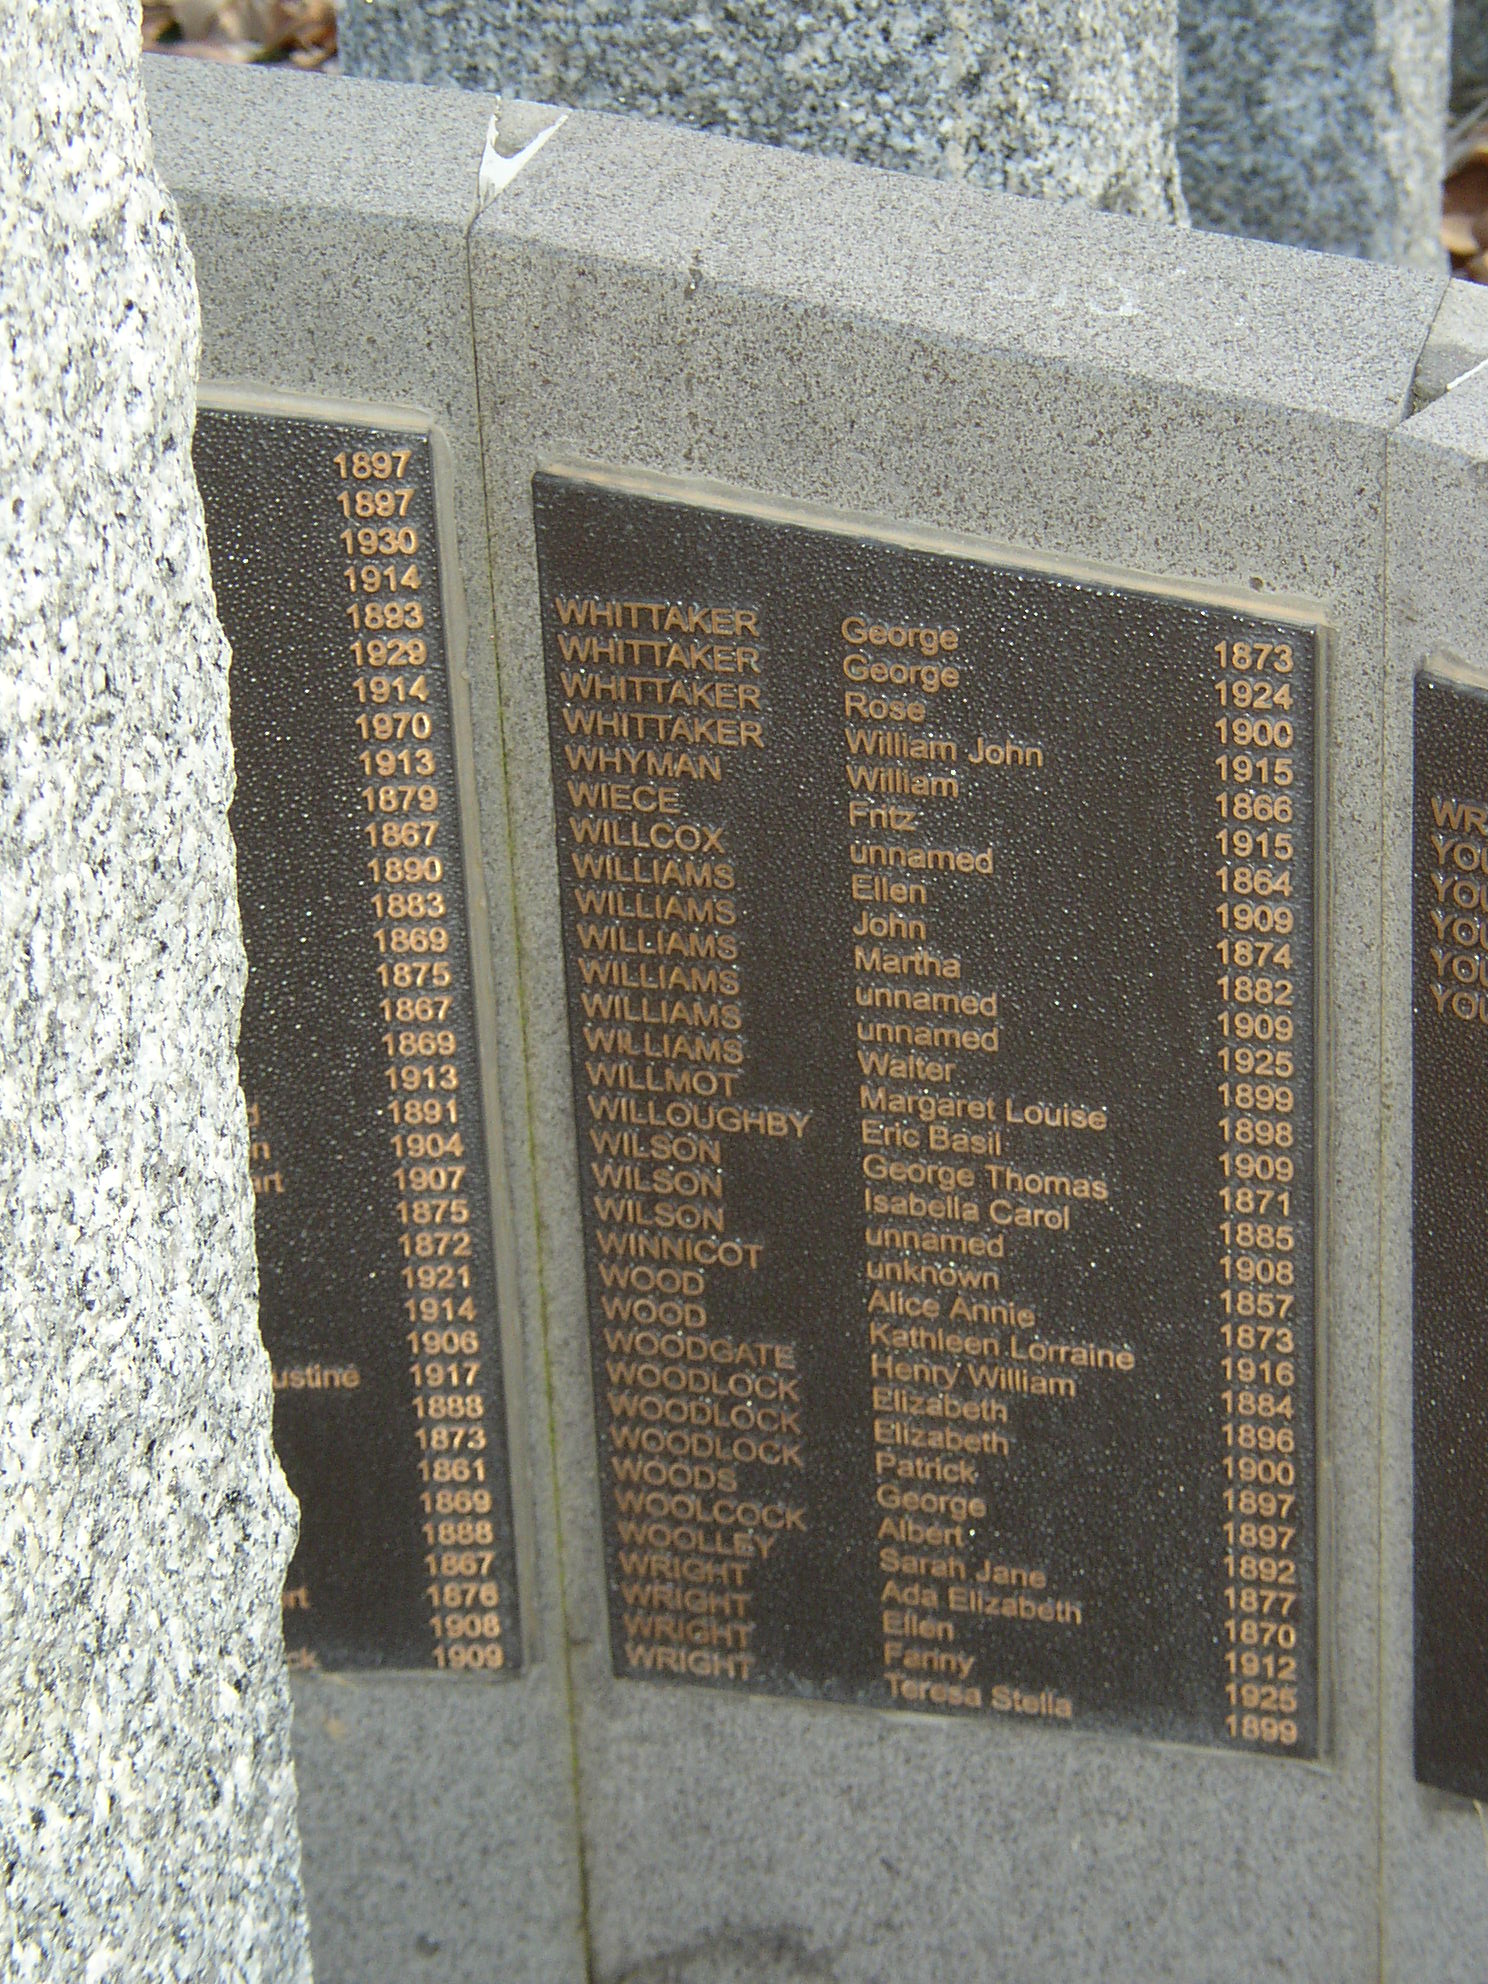 1897
1897
1930
1914
1893
1929
1914
1970
1913
1879
1867
1890
1883
1869
1875
1867
1869
1913
1891
1904
1907
1875
1872
1921
1914
1906
ustine 1917
1888
1873
1861
1869
1888
1867
1876
1908
1909
WHITTAKER George 1873
WHITTAKER George 1924
WHITTAKER Rose 1900
WHITTAKER William John 1915
WHYMAN William 1866
WIECE Fritz 1915
WILLCOX unnamed 1864
WILLIAMS Ellen 1909
WILLIAMS John 1874
WILLIAMS Martha 1882
WILLIAMS unnamed 1909
WILLIAMS unnamed 1925
WILLIAMS Walter 1899
WILLMOT Margaret Louise 1898
WILLOUGHBY Eric Basil 1909
WILSON George Thomas 1871
WILSON Isabella Carol 1885
WILSON unnamed 1908
WINNICOT unknown 1857
WOOD Alice Annie 1873
WOOD Kathleen Lorraine 1916
WOODGATE Henry William 1884
WOODLOCK Elizabeth 1896
WOODLOCK Elizabeth 1900
WOODLOCK Patrick 1897
WOODS George 1897
WOOLCOCK Albert 1892
WOOLLEY Sarah Jane 1877
WRIGHT Ada Elizabeth 1870
WRIGHT Ellen 1912
WRIGHT Fanny 1925
WRIGHT Teresa Stella 1899
WR
YOU
YOU
YOU
YOU
YOU